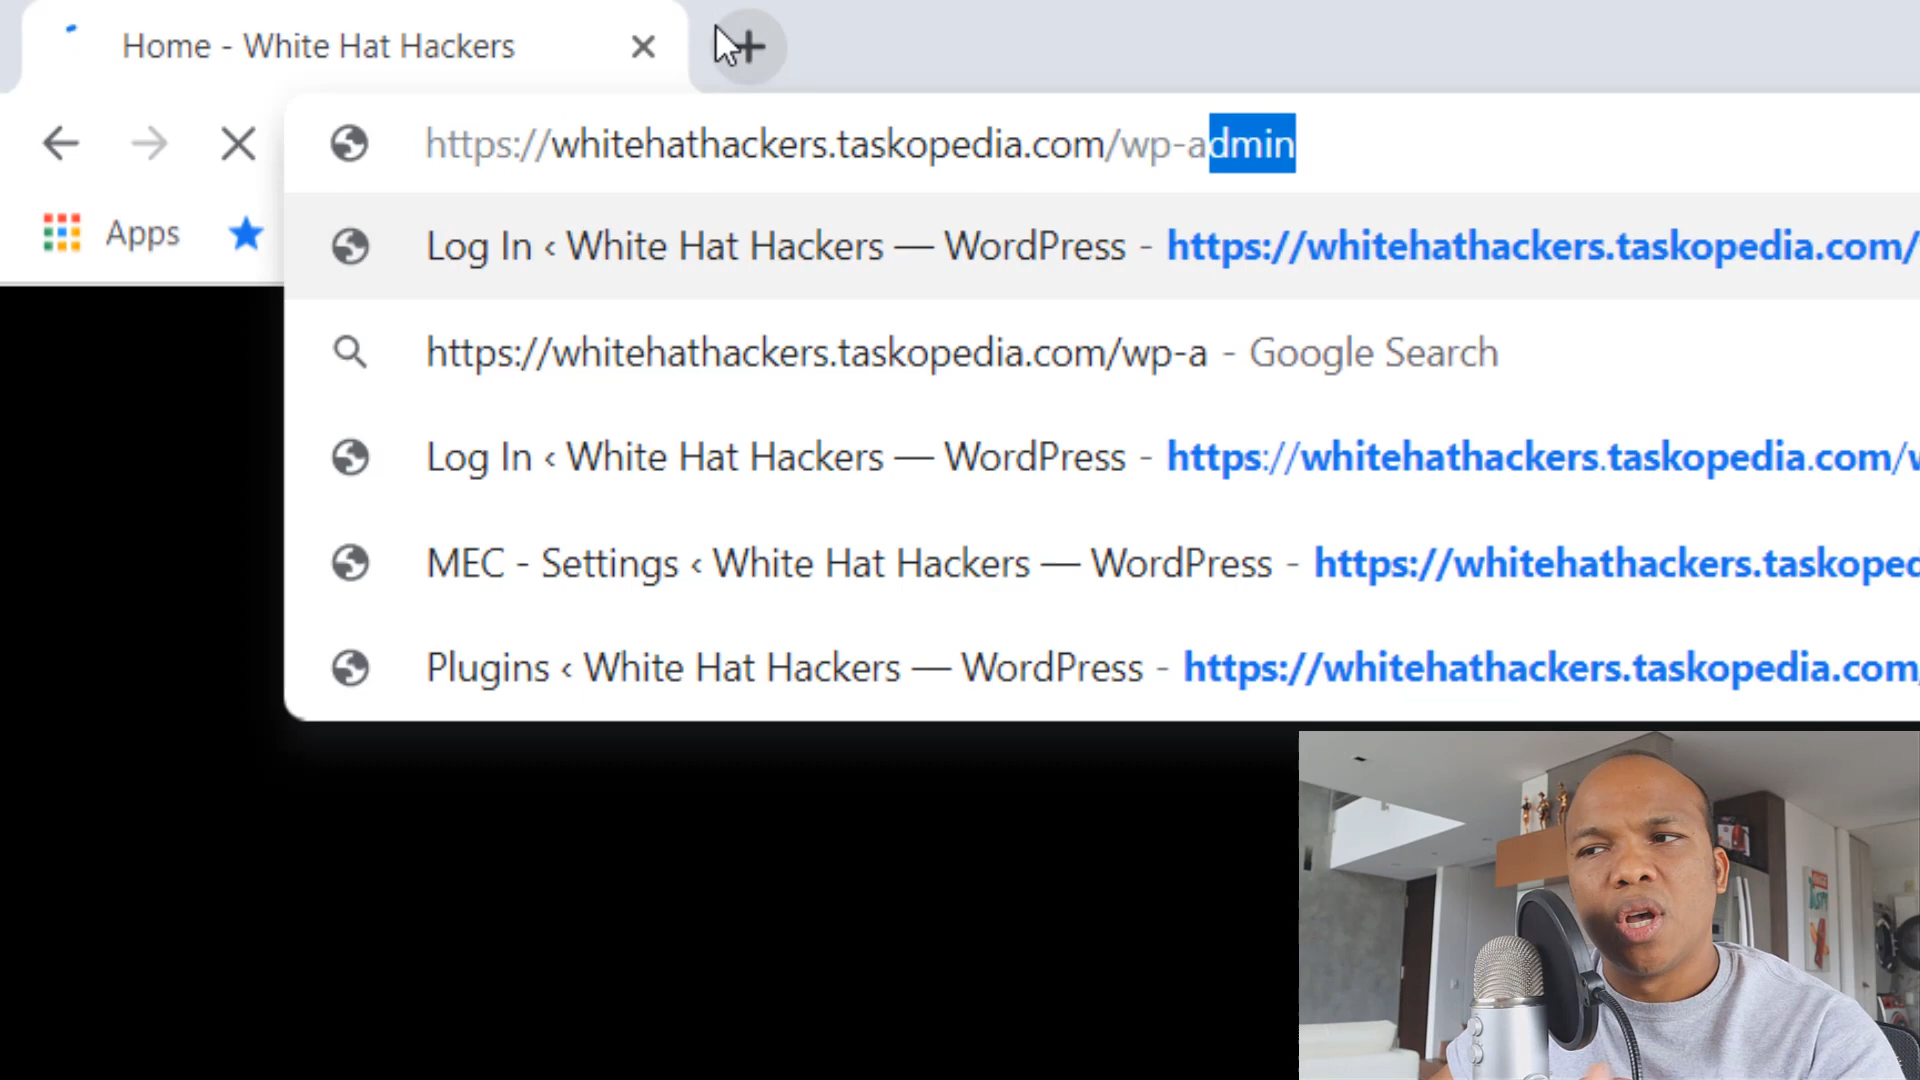 Home - White Hat Hackers
https://whitehathackers.taskopedia.com/wp-admin
Apps
Log In ‹ White Hat Hackers — WordPress - https://whitehathackers.taskopedia.com/
https://whitehathackers.taskopedia.com/wp-a - Google Search
Log In ‹ White Hat Hackers — WordPress - https://whitehathackers.taskopedia.com/
MEC - Settings ‹ White Hat Hackers — WordPress - https://whitehathackers.taskoped
Plugins ‹ White Hat Hackers — WordPress - https://whitehathackers.taskopedia.com